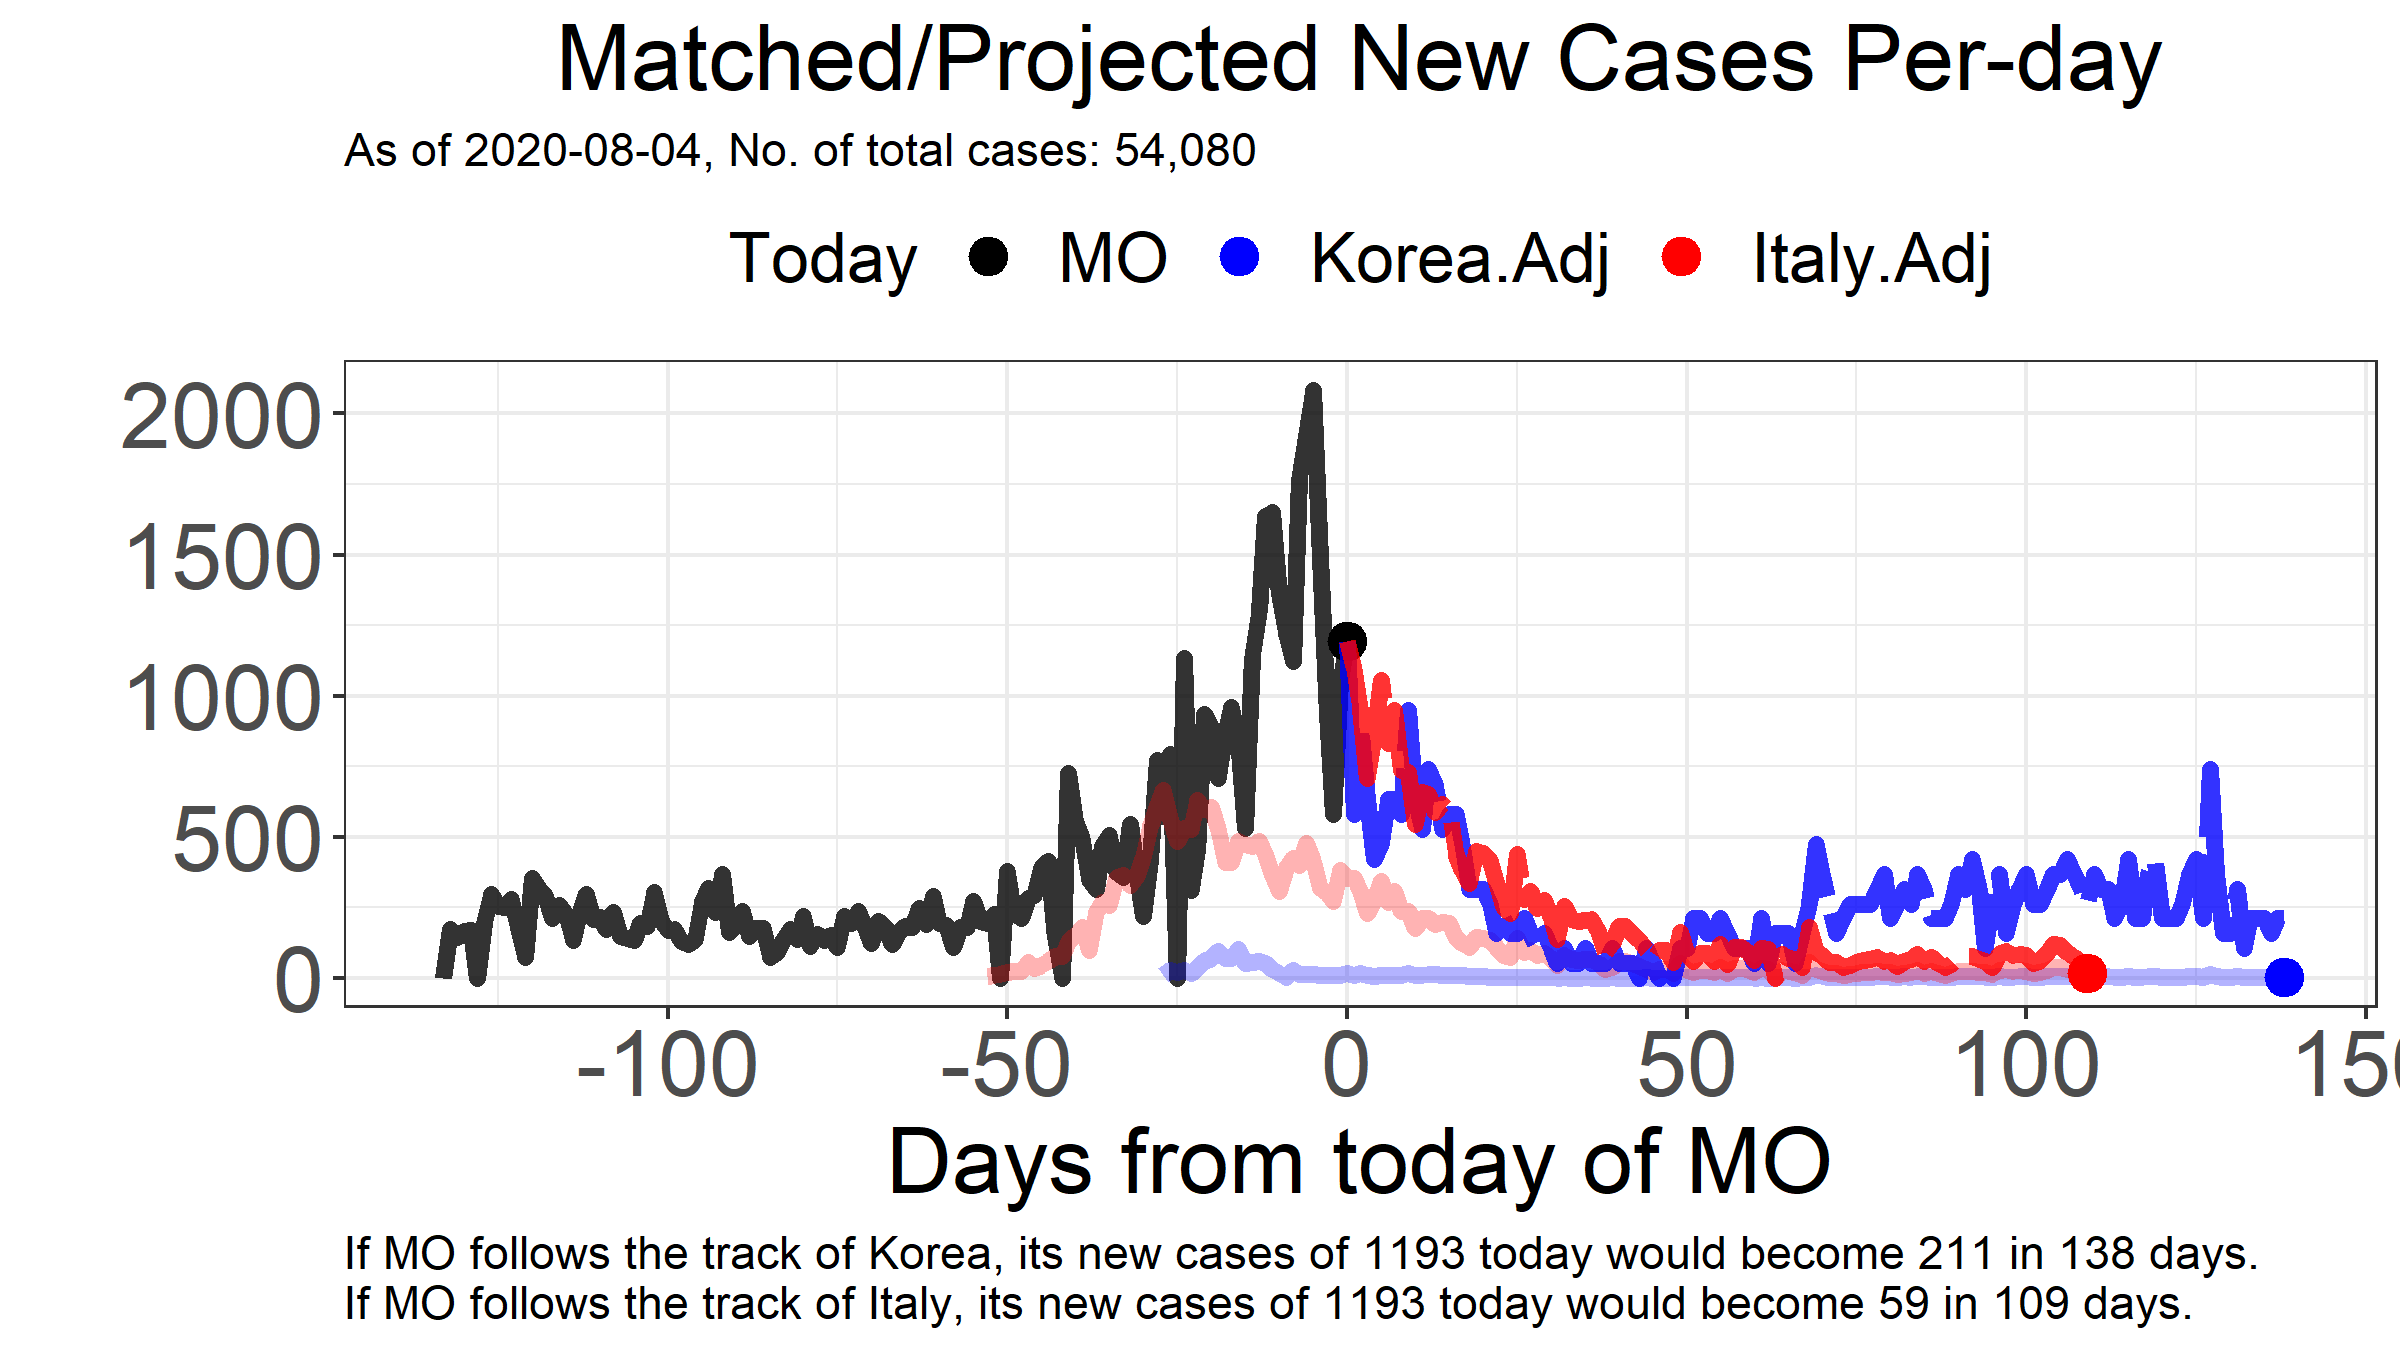 Matched/Projected New Cases Per-day
As of 2020-08-04, No. of total cases: 54,080
Today MO Korea.Adj Italy.Adj
2000
1500
1000
500
0
-100 -50 0 50 100 150
Days from today of MO
If MO follows the track of Korea, its new cases of 1193 today would become 211 in 138 days.
If MO follows the track of Italy, its new cases of 1193 today would become 59 in 109 days.